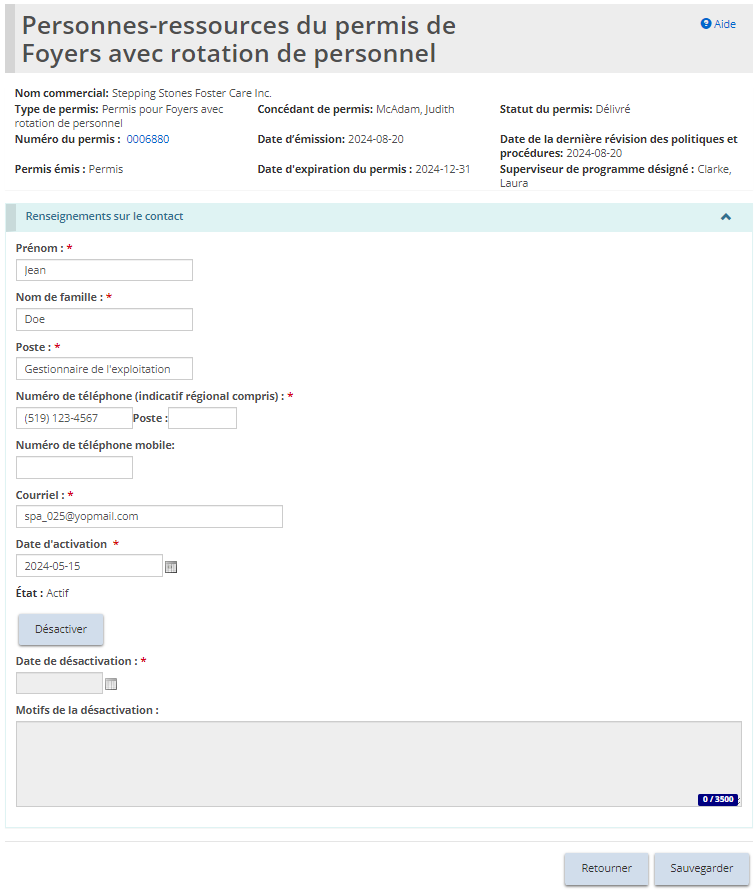 Personnes-ressources du permis de
Foyers avec rotation de personnel
Aide
Nom commercial: Stepping Stones Foster Care Inc.
Type de permis: Permis pour Foyers avec
rotation de personnel
Concédant de permis: McAdam, Judith
Statut du permis: Délivré
Numéro du permis : 0006880
Date d'émission: 2024-08-20
Date de la dernière révision des politiques et
procédures: 2024-08-20
Permis émis : Permis
Date d'expiration du permis : 2024-12-31
Superviseur de programme désigné : Clarke,
Laura
Renseignements sur le contact
Prénom : *
Jean
Nom de famille : *
Doe
Poste : *
Gestionnaire de l'exploitation
Numéro de téléphone (indicatif régional compris) : *
(519) 123-4567 Poste :
Numéro de téléphone mobile:
Courriel : *
spa_025@yopmail.com
Date d'activation *
2024-05-15
État : Actif
Désactiver
Date de désactivation : *
Motifs de la désactivation :
0 / 3500
Retourner
Sauvegarder